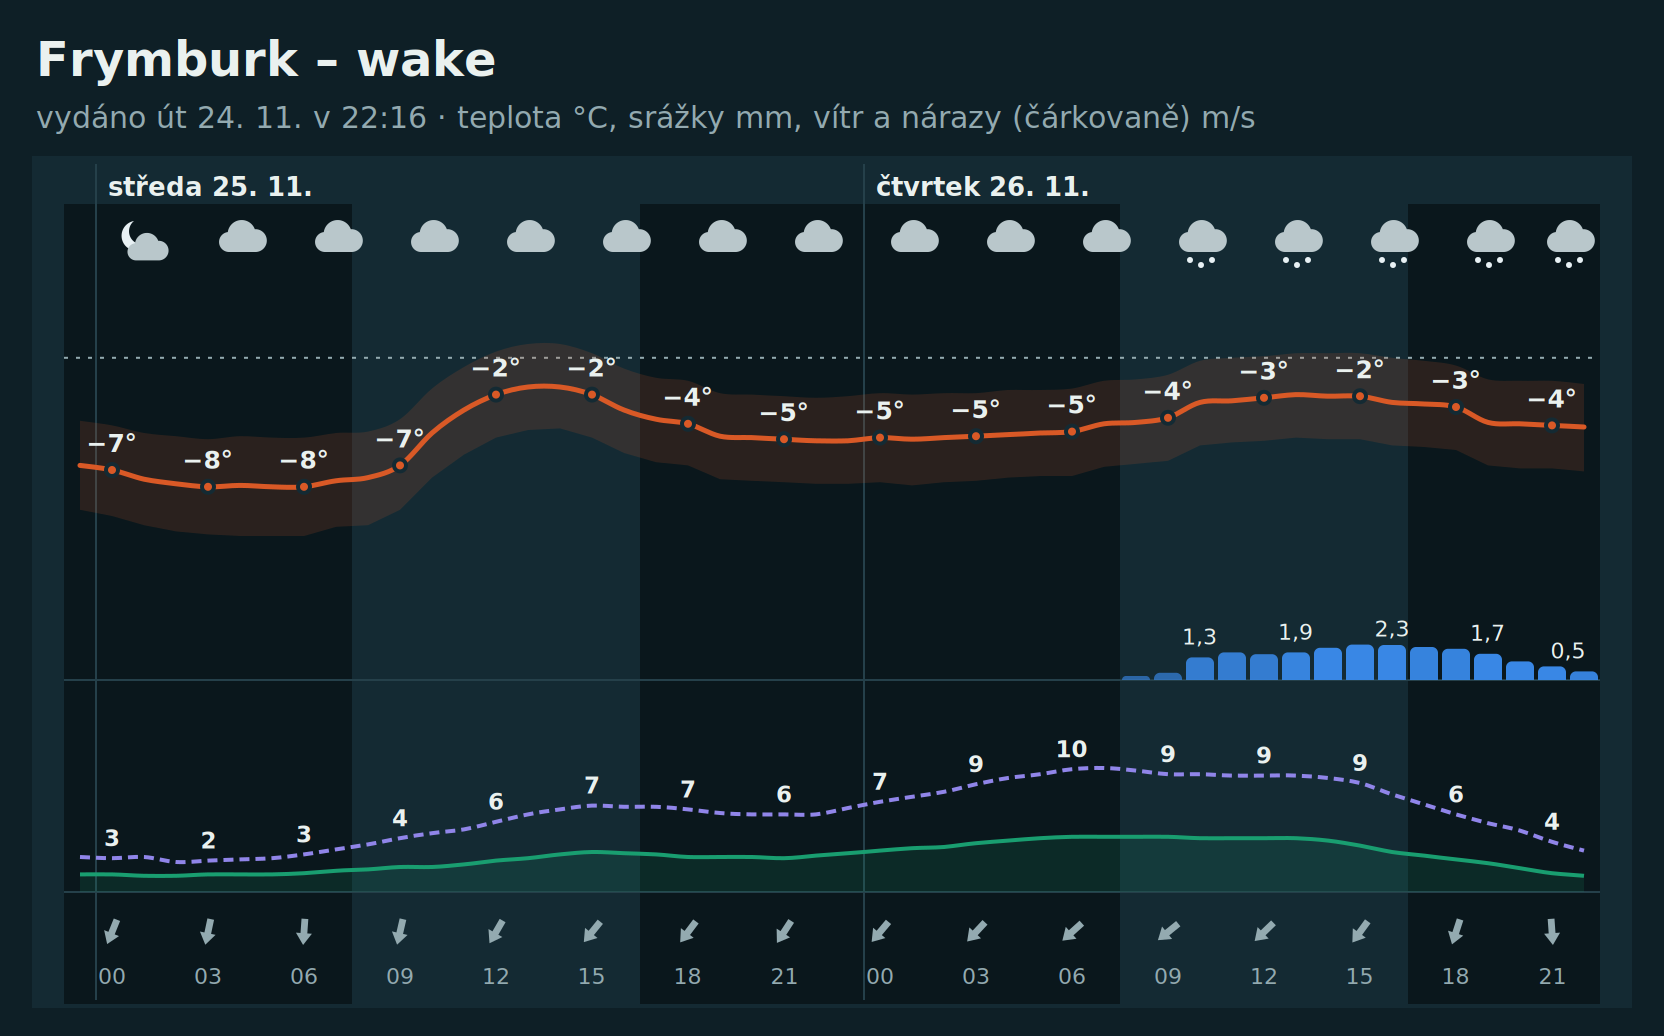 Frymburk – wake
vydáno út 24. 11. v 22:16 · teplota °C, srážky mm, vítr a nárazy (čárkovaně) m/s
středa 25. 11. čtvrtek 26. 11.
−7° −8° −8° −7° −2° −2° −4° −5° −5° −5° −5° −4° −3° −2° −3° −4°
1,3 1,9 2,3 1,7 0,5
3 2 3 4 6 7 7 6 7 9 10 9 9 9 6 4
00 03 06 09 12 15 18 21 00 03 06 09 12 15 18 21